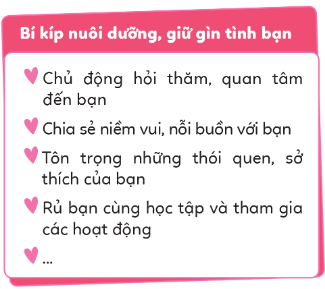 Bí kíp nuôi dưỡng, giữ gìn tình bạn
Chủ động hỏi thăm, quan tâm
đến bạn
Chia sẻ niềm vui, nỗi buồn với bạn
Tôn trọng những thói quen, sở
thích của bạn
Rủ bạn cùng học tập và tham gia
các hoạt động
...